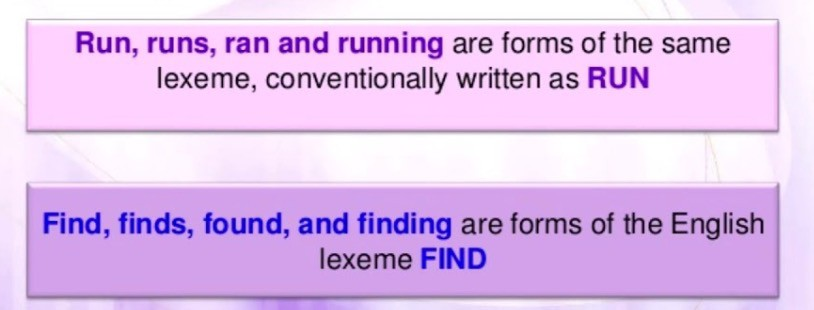 Run, runs, ran and running are forms of the same
lexeme, conventionally written as RUN
Find, finds, found, and finding are forms of the English
lexeme FIND